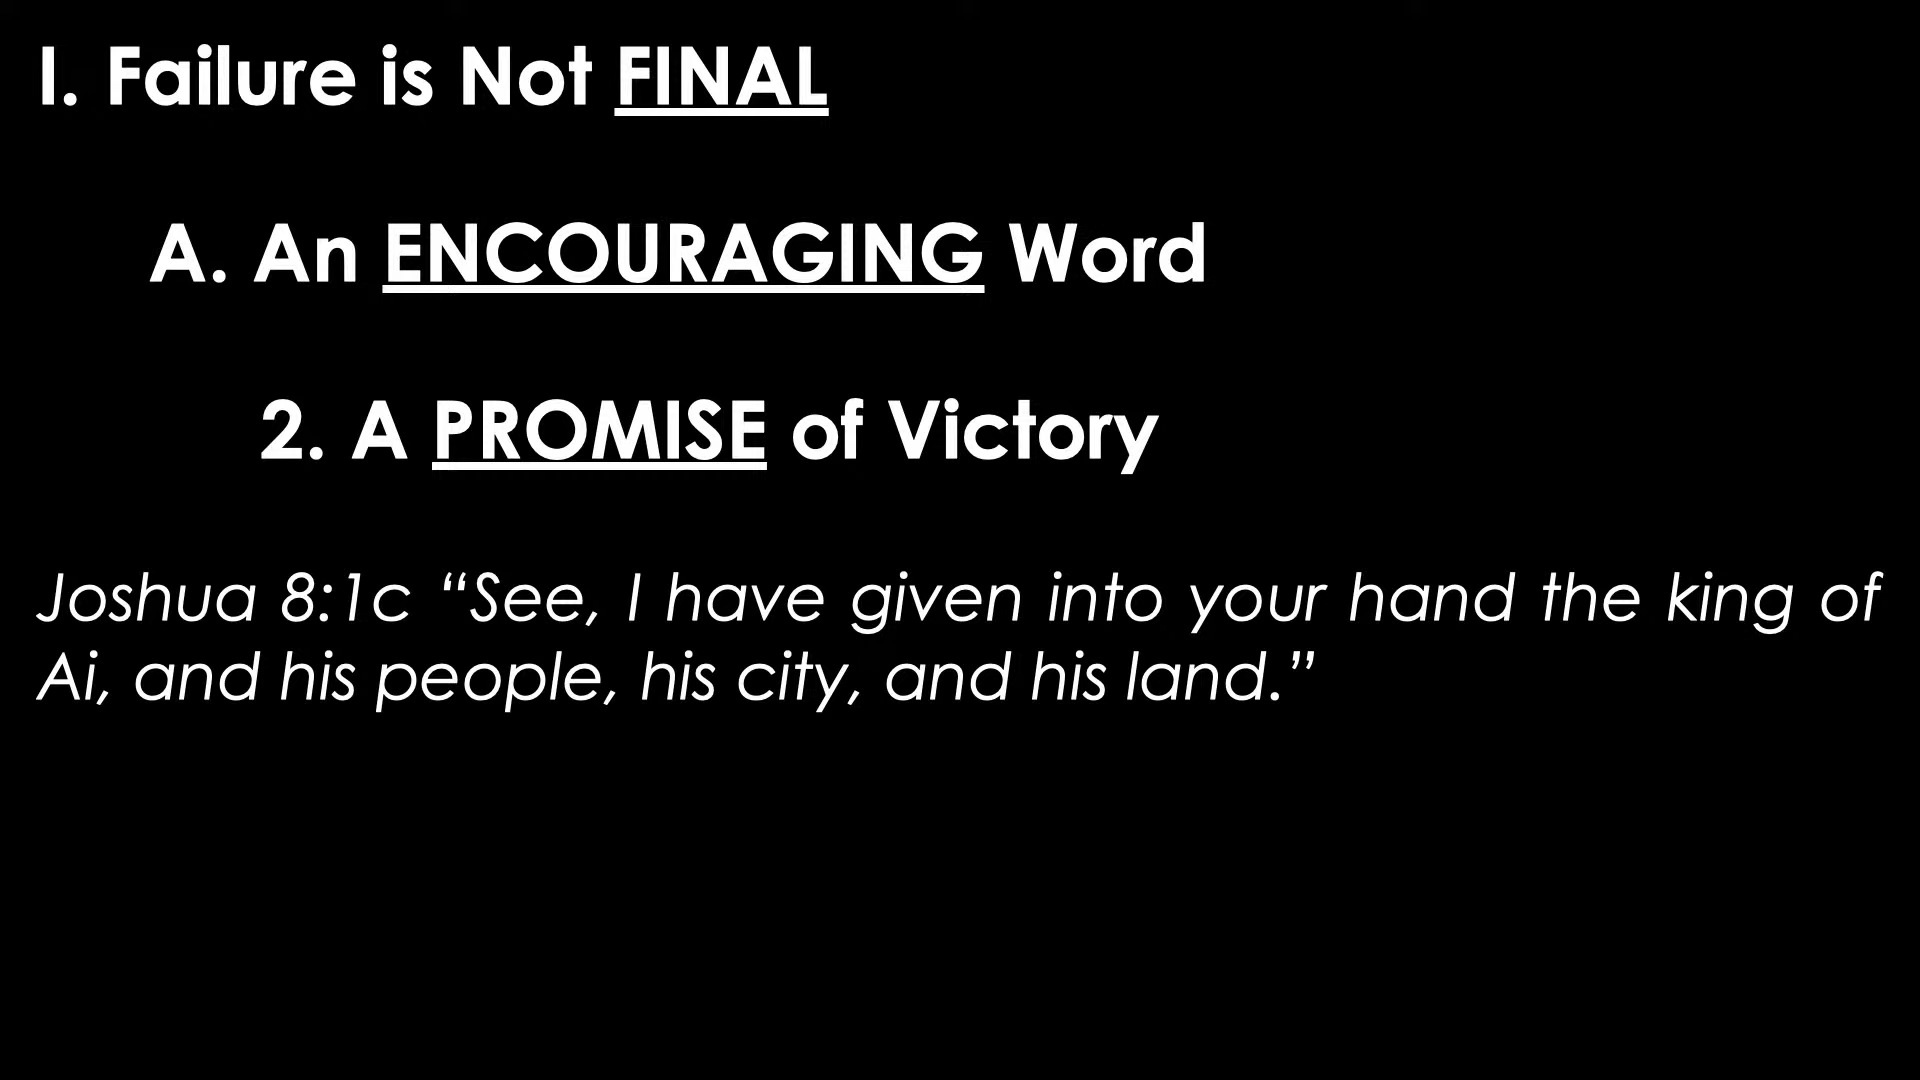 I. Failure is Not FINAL
A. An ENCOURAGING Word
2. A PROMISE of Victory
Joshua 8:1c “See, I have given into your hand the king of
Ai, and his people, his city, and his land.”